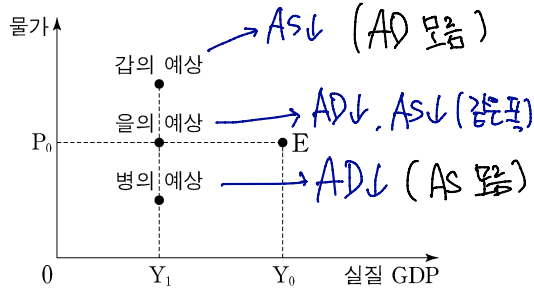 물가
AS↓ (AD 모름)
갑의 예상
을의 예상
AD↓, AS↓ (같은폭)
P₀
E
병의 예상
AD↓ (AS 모름)
0
Y₁
Y₀
실질 GDP